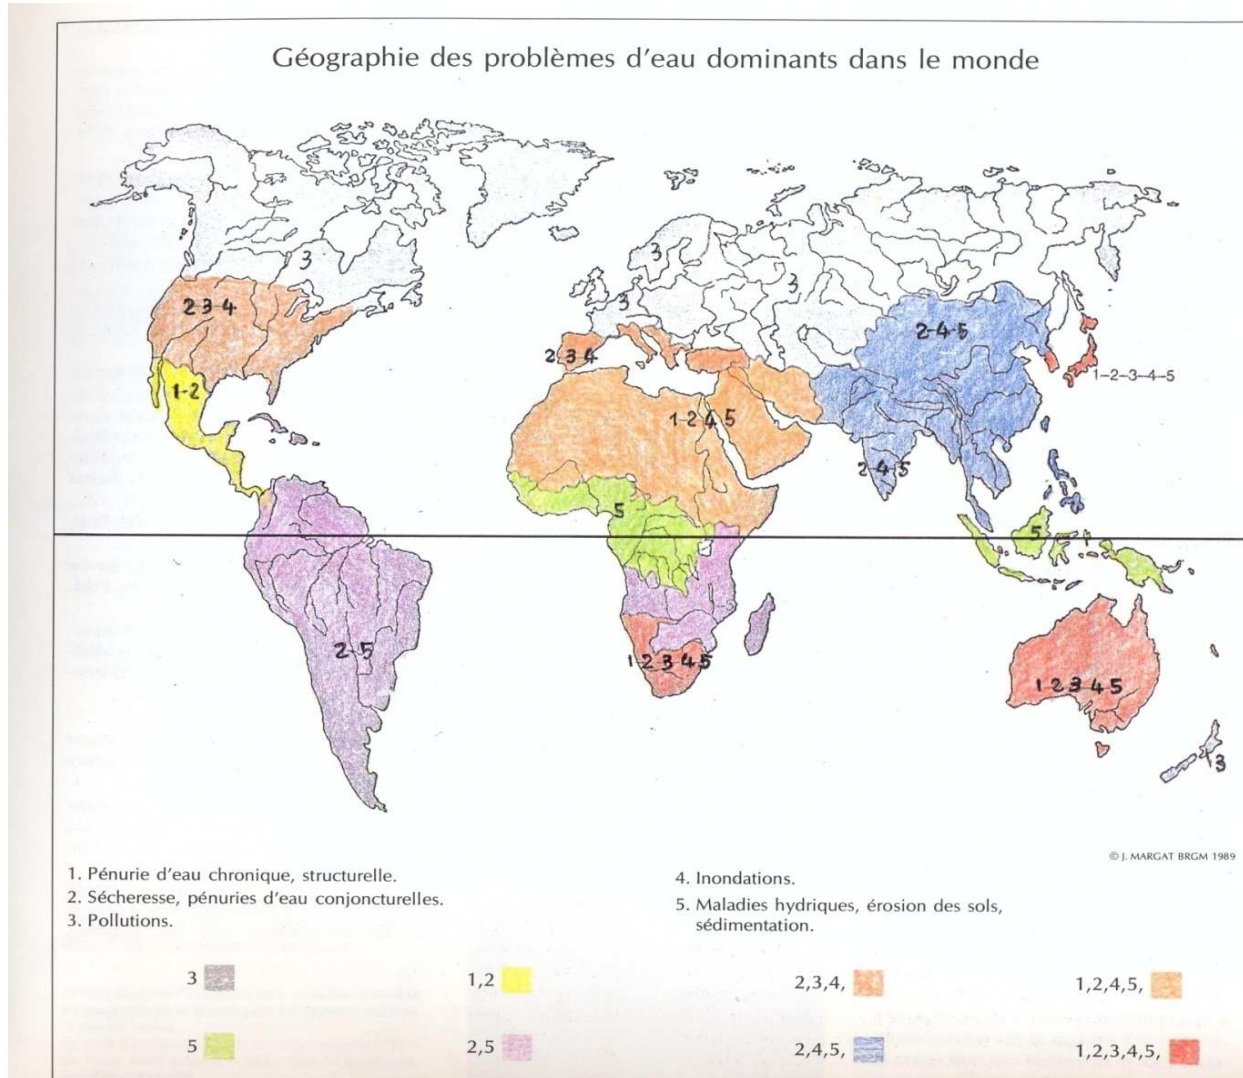 Géographie des problèmes d'eau dominants dans le monde
3
3
3
3
2-3-4
2-3-4
2-4-5
1-2-3-4-5
1-2
1-2-4-5
2-4-5
5
5
2-5
1-2-3-4-5
1 2 3 4 5
3
© J. MARGAT BRGM 1989
1. Pénurie d'eau chronique, structurelle.
2. Sécheresse, pénuries d'eau conjoncturelles.
3. Pollutions.
4. Inondations.
5. Maladies hydriques, érosion des sols,
sédimentation.
3
1,2
2,3,4,
1,2,4,5,
5
2,5
2,4,5,
1,2,3,4,5,